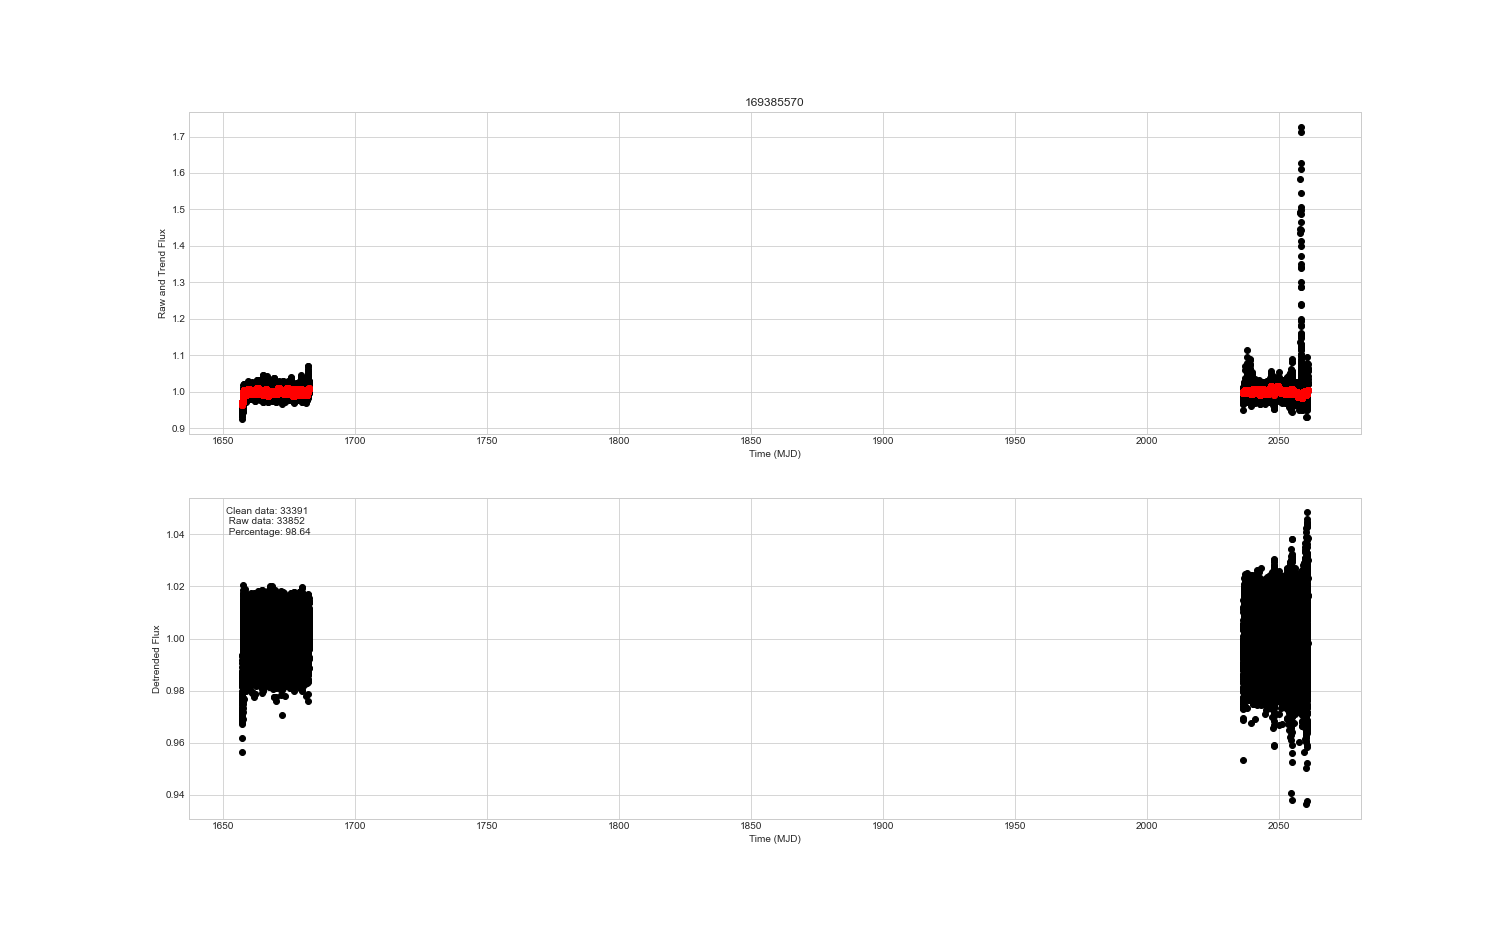 169385570
1.7
1.6
1.5
1.4
1.3
1.2
1.1
1.0
0.9
Raw and Trend Flux
1650 1700 1750 1800 1850 1900 1950 2000 2050
Time (MJD)
Clean data: 33391
Raw data: 33852
Percentage: 98.64
1.04
1.02
1.00
0.98
0.96
0.94
Detrended Flux
1650 1700 1750 1800 1850 1900 1950 2000 2050
Time (MJD)